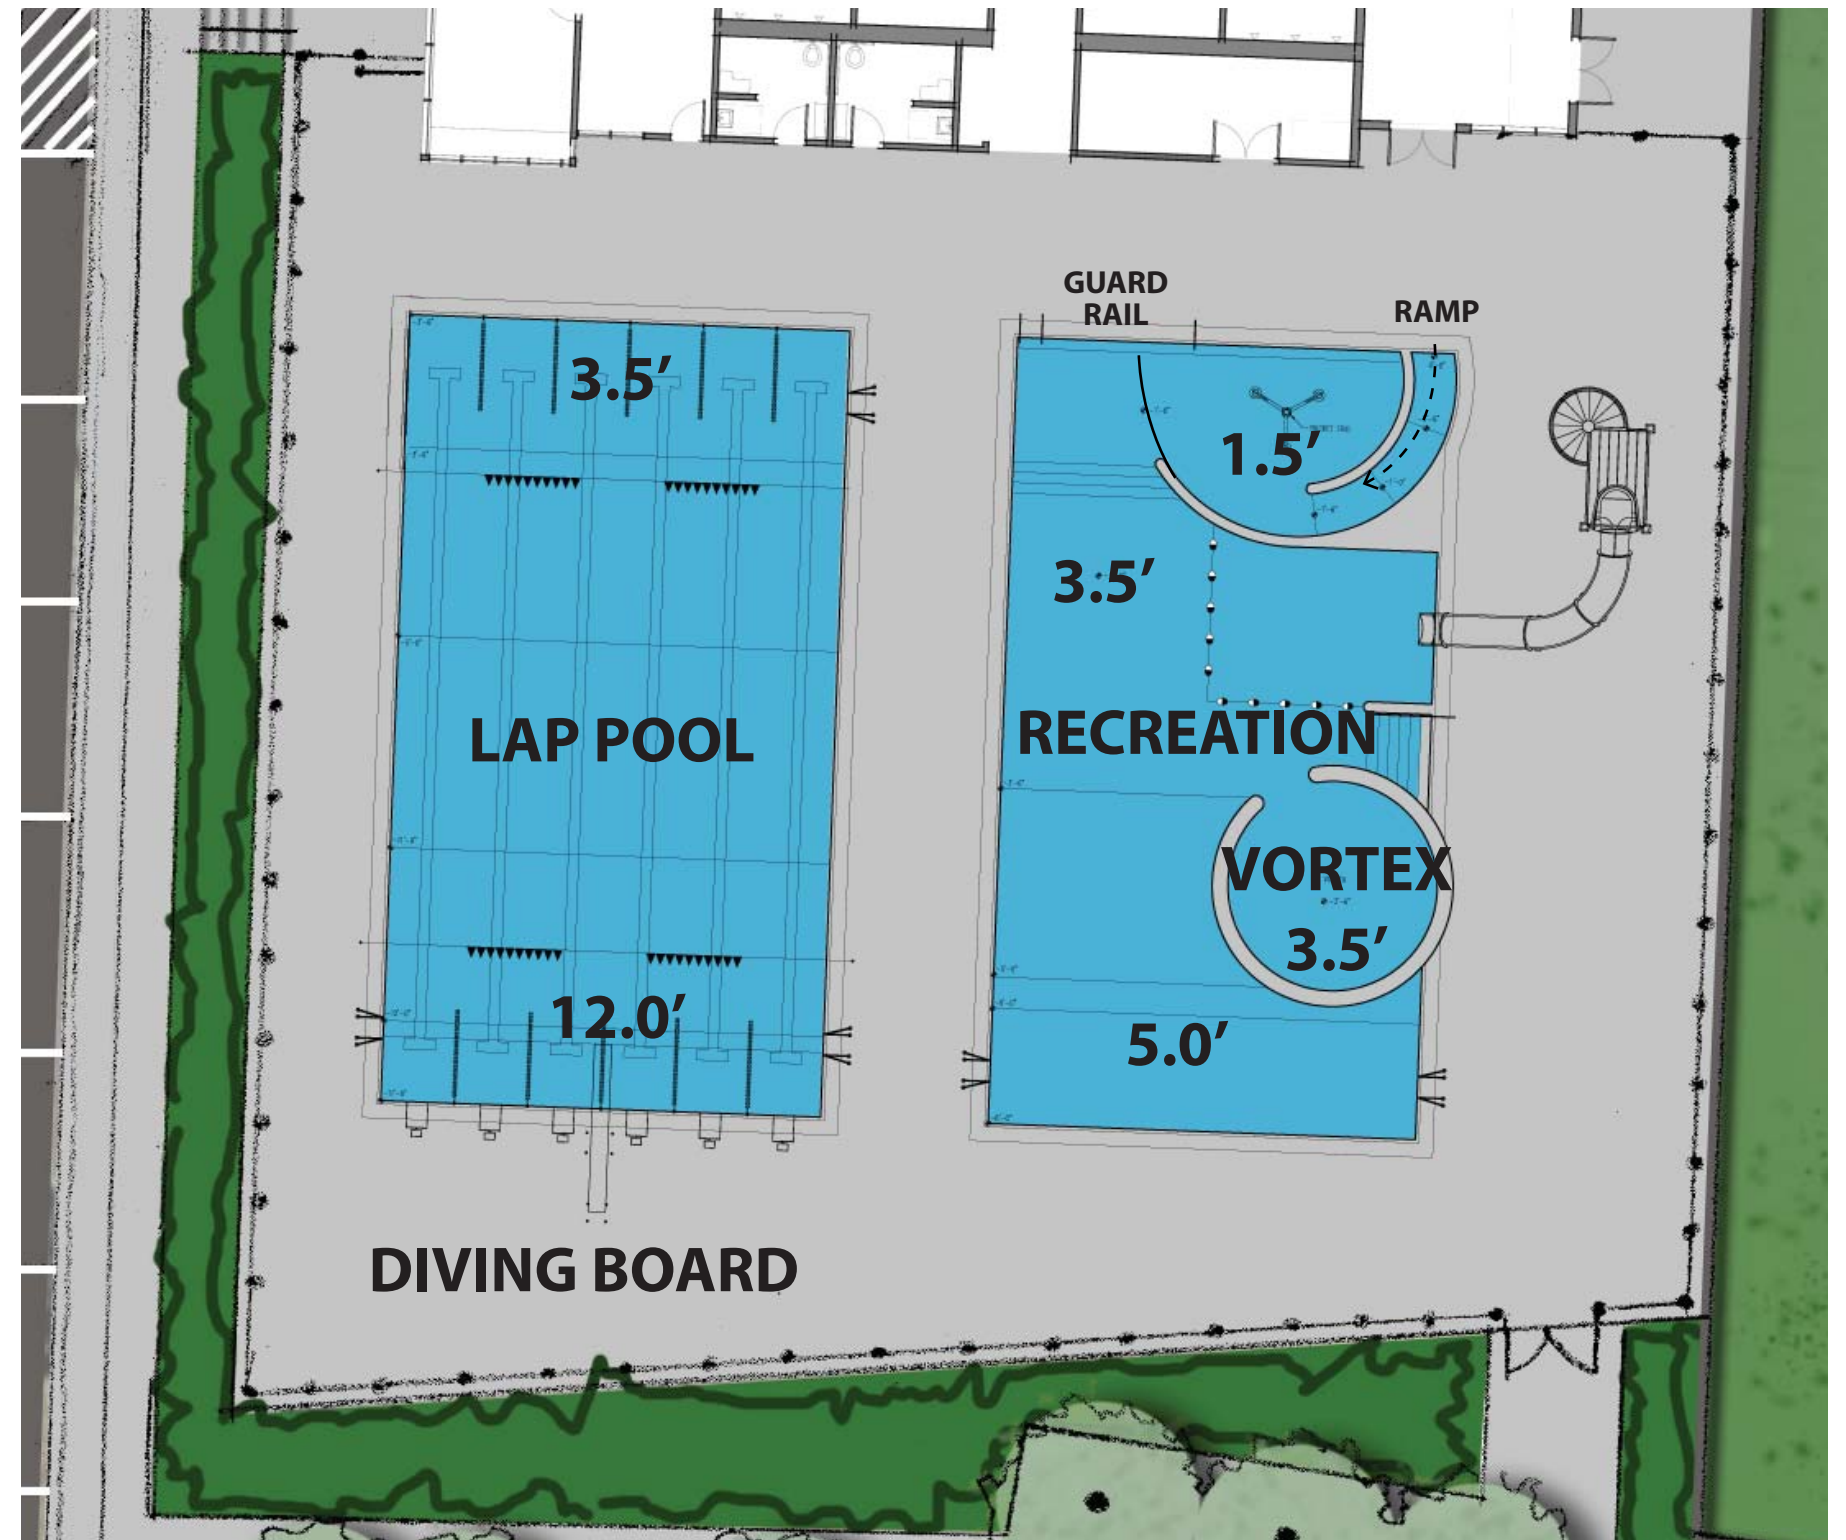 GUARD
RAIL
RAMP
3.5’
1.5’
3.5’
LAP POOL
RECREATION
VORTEX
3.5’
12.0’
5.0’
DIVING BOARD